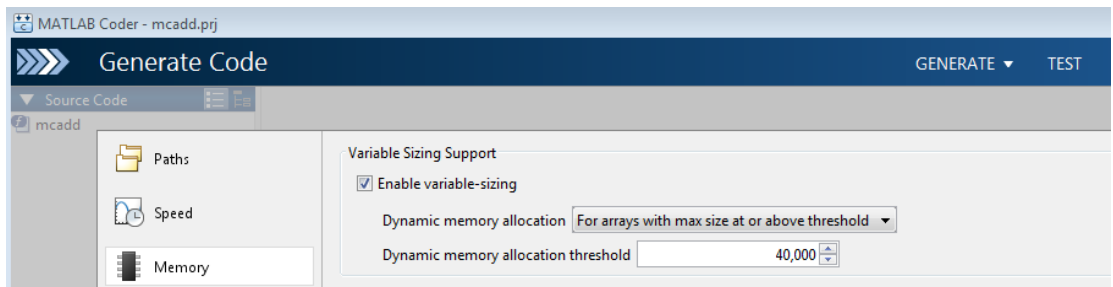 MATLAB Coder - mcadd.prj
Generate Code
GENERATE TEST
Source Code
mcadd
Paths
Speed
Memory
Variable Sizing Support
Enable variable-sizing
Dynamic memory allocation For arrays with max size at or above threshold
Dynamic memory allocation threshold 40,000